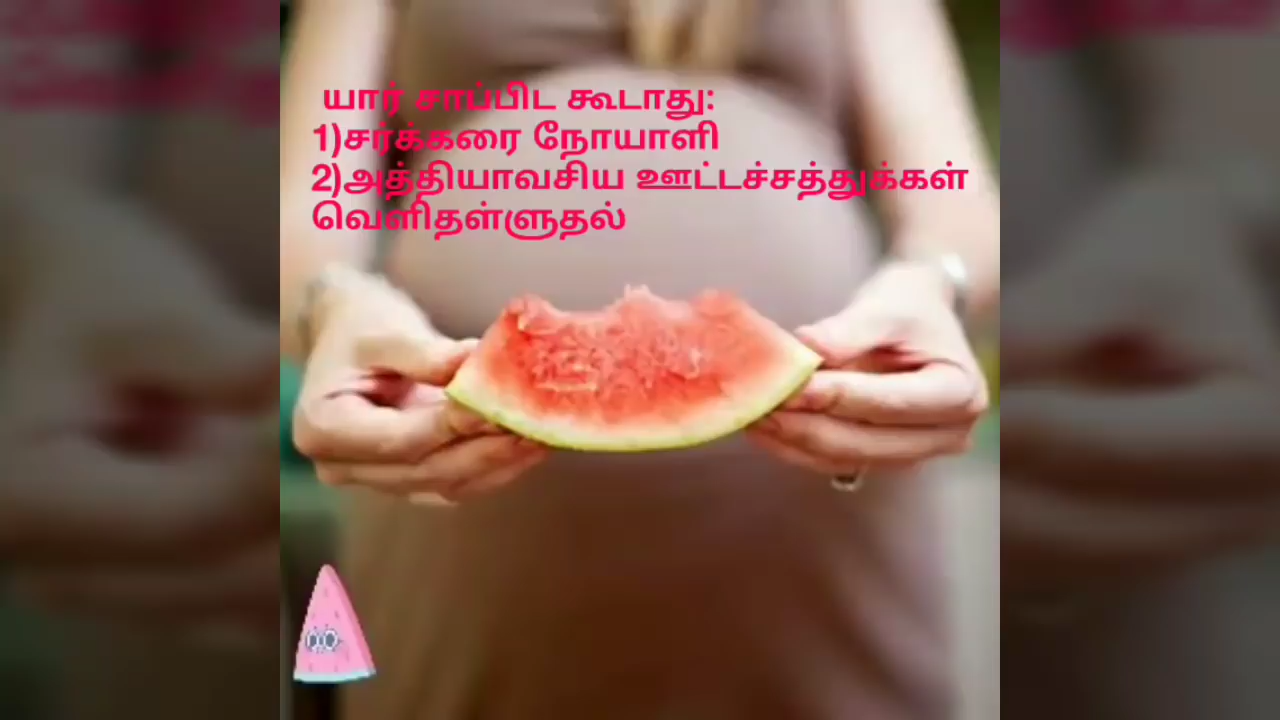 யார் சாப்பிட கூடாது:
1)சர்க்கரை நோயாளி
2)அத்தியாவசிய ஊட்டச்சத்துக்கள்
வெளிதள்ளுதல்